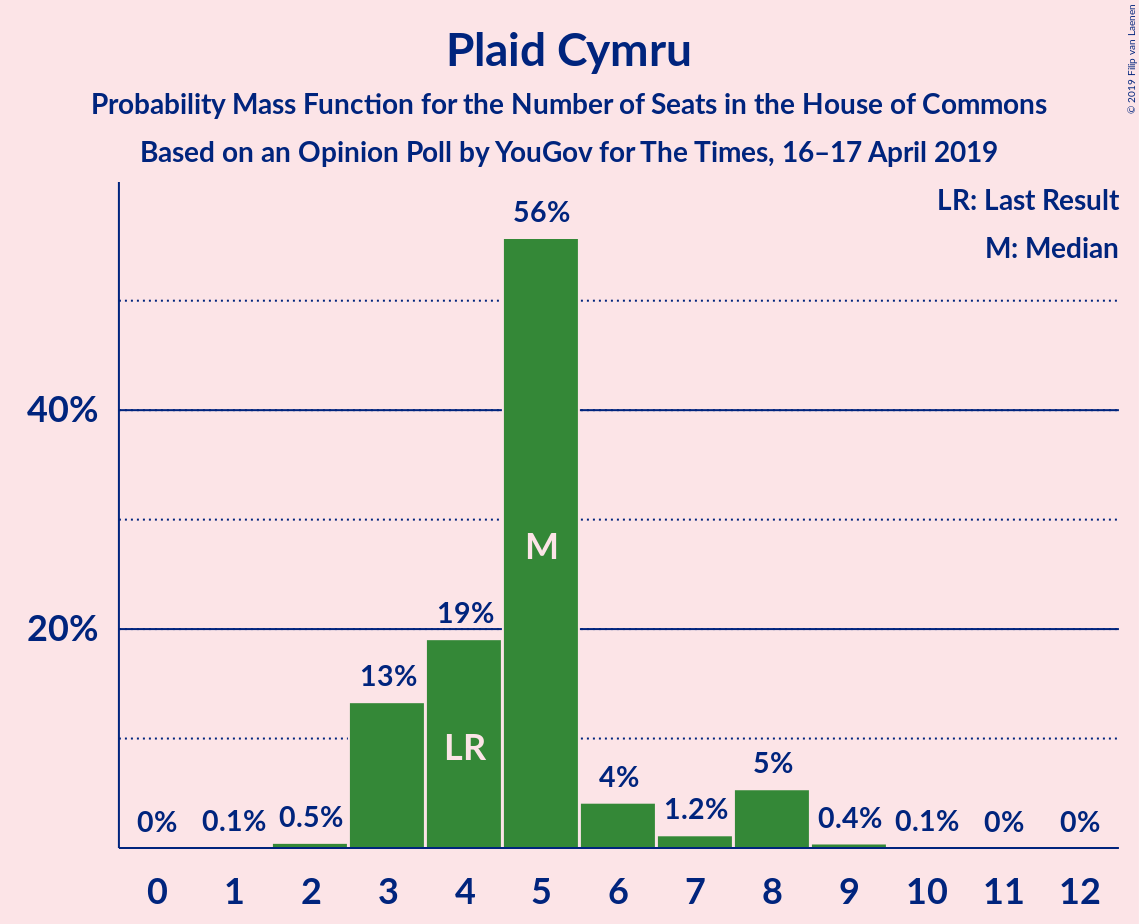 Plaid Cymru
Probability Mass Function for the Number of Seats in the House of Commons
Based on an Opinion Poll by YouGov for The Times, 16–17 April 2019
© 2019 Filip van Laenen
LR: Last Result
M: Median
56%
40%
M
20%
19%
13%
LR
0%
0.1%
0.5%
4%
1.2%
5%
0.4%
0.1%
0%
0%
0 1 2 3 4 5 6 7 8 9 10 11 12